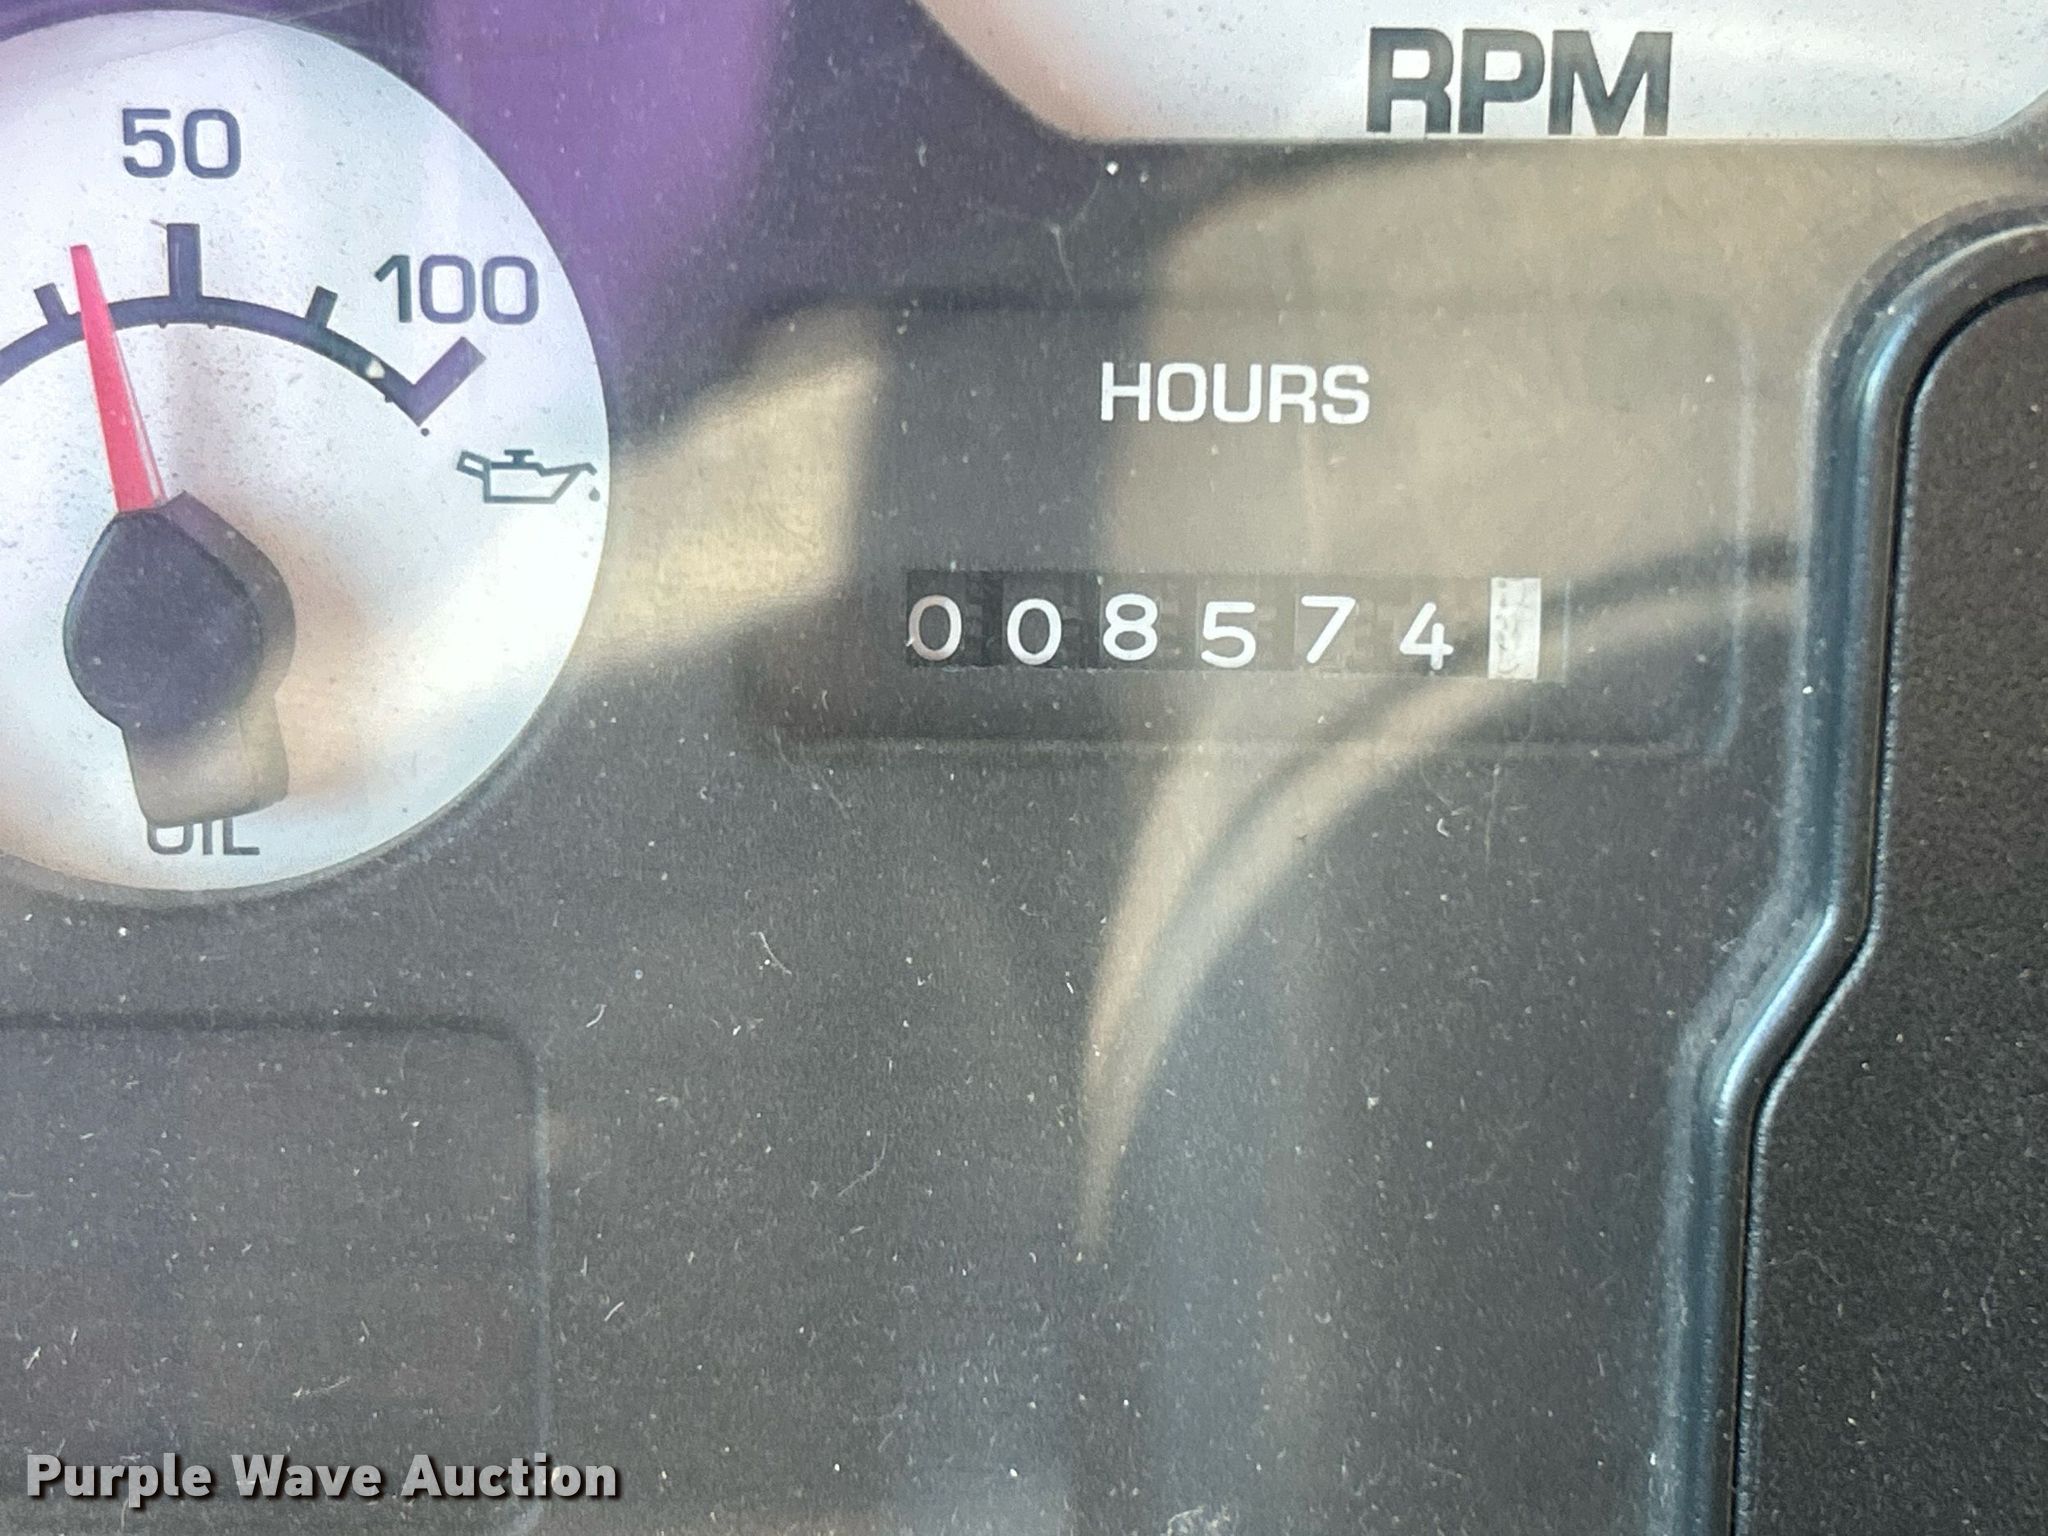 RPM
50
100
HOURS
008574
OIL
Purple Wave Auction